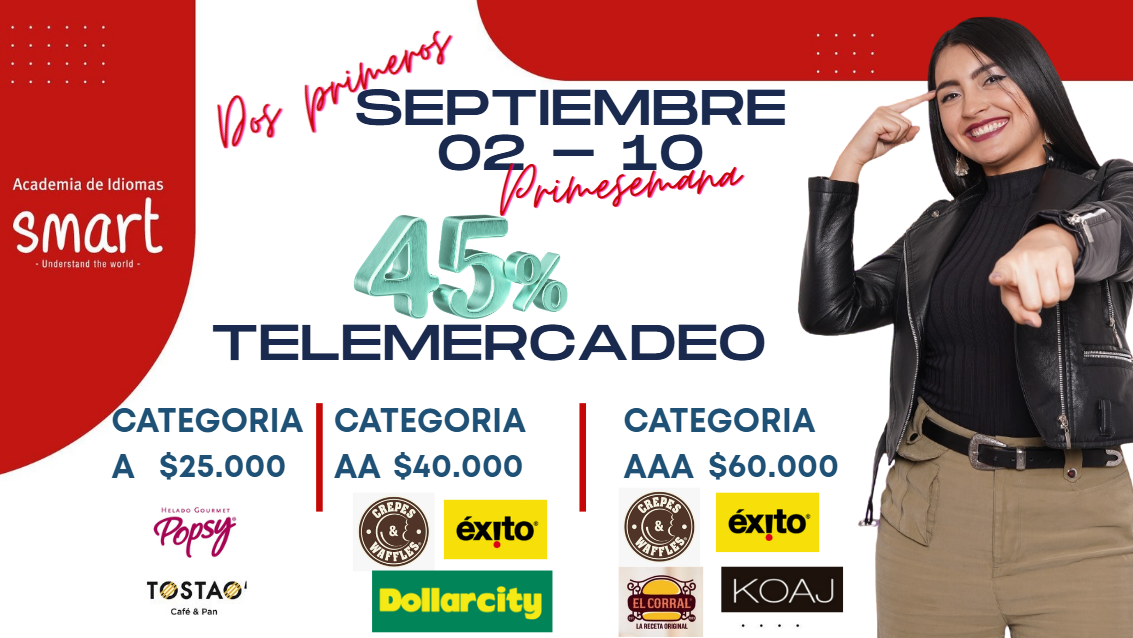 Dos primeros
SEPTIEMBRE
02 - 10
Primesemana
Academia de Idiomas
smart
- Understand the world -
45%
TELEMERCADEO
CATEGORIA
A $25.000
HELADO GOURMET
Popsy
TOSTAO'
Café & Pan
CATEGORIA
AA $40.000
CREPES
&
WAFFLES
éxito
Dollarcity
CATEGORIA
AAA $60.000
CREPES
&
WAFFLES
éxito
EL CORRAL
LA RECETA ORIGINAL
KOAJ